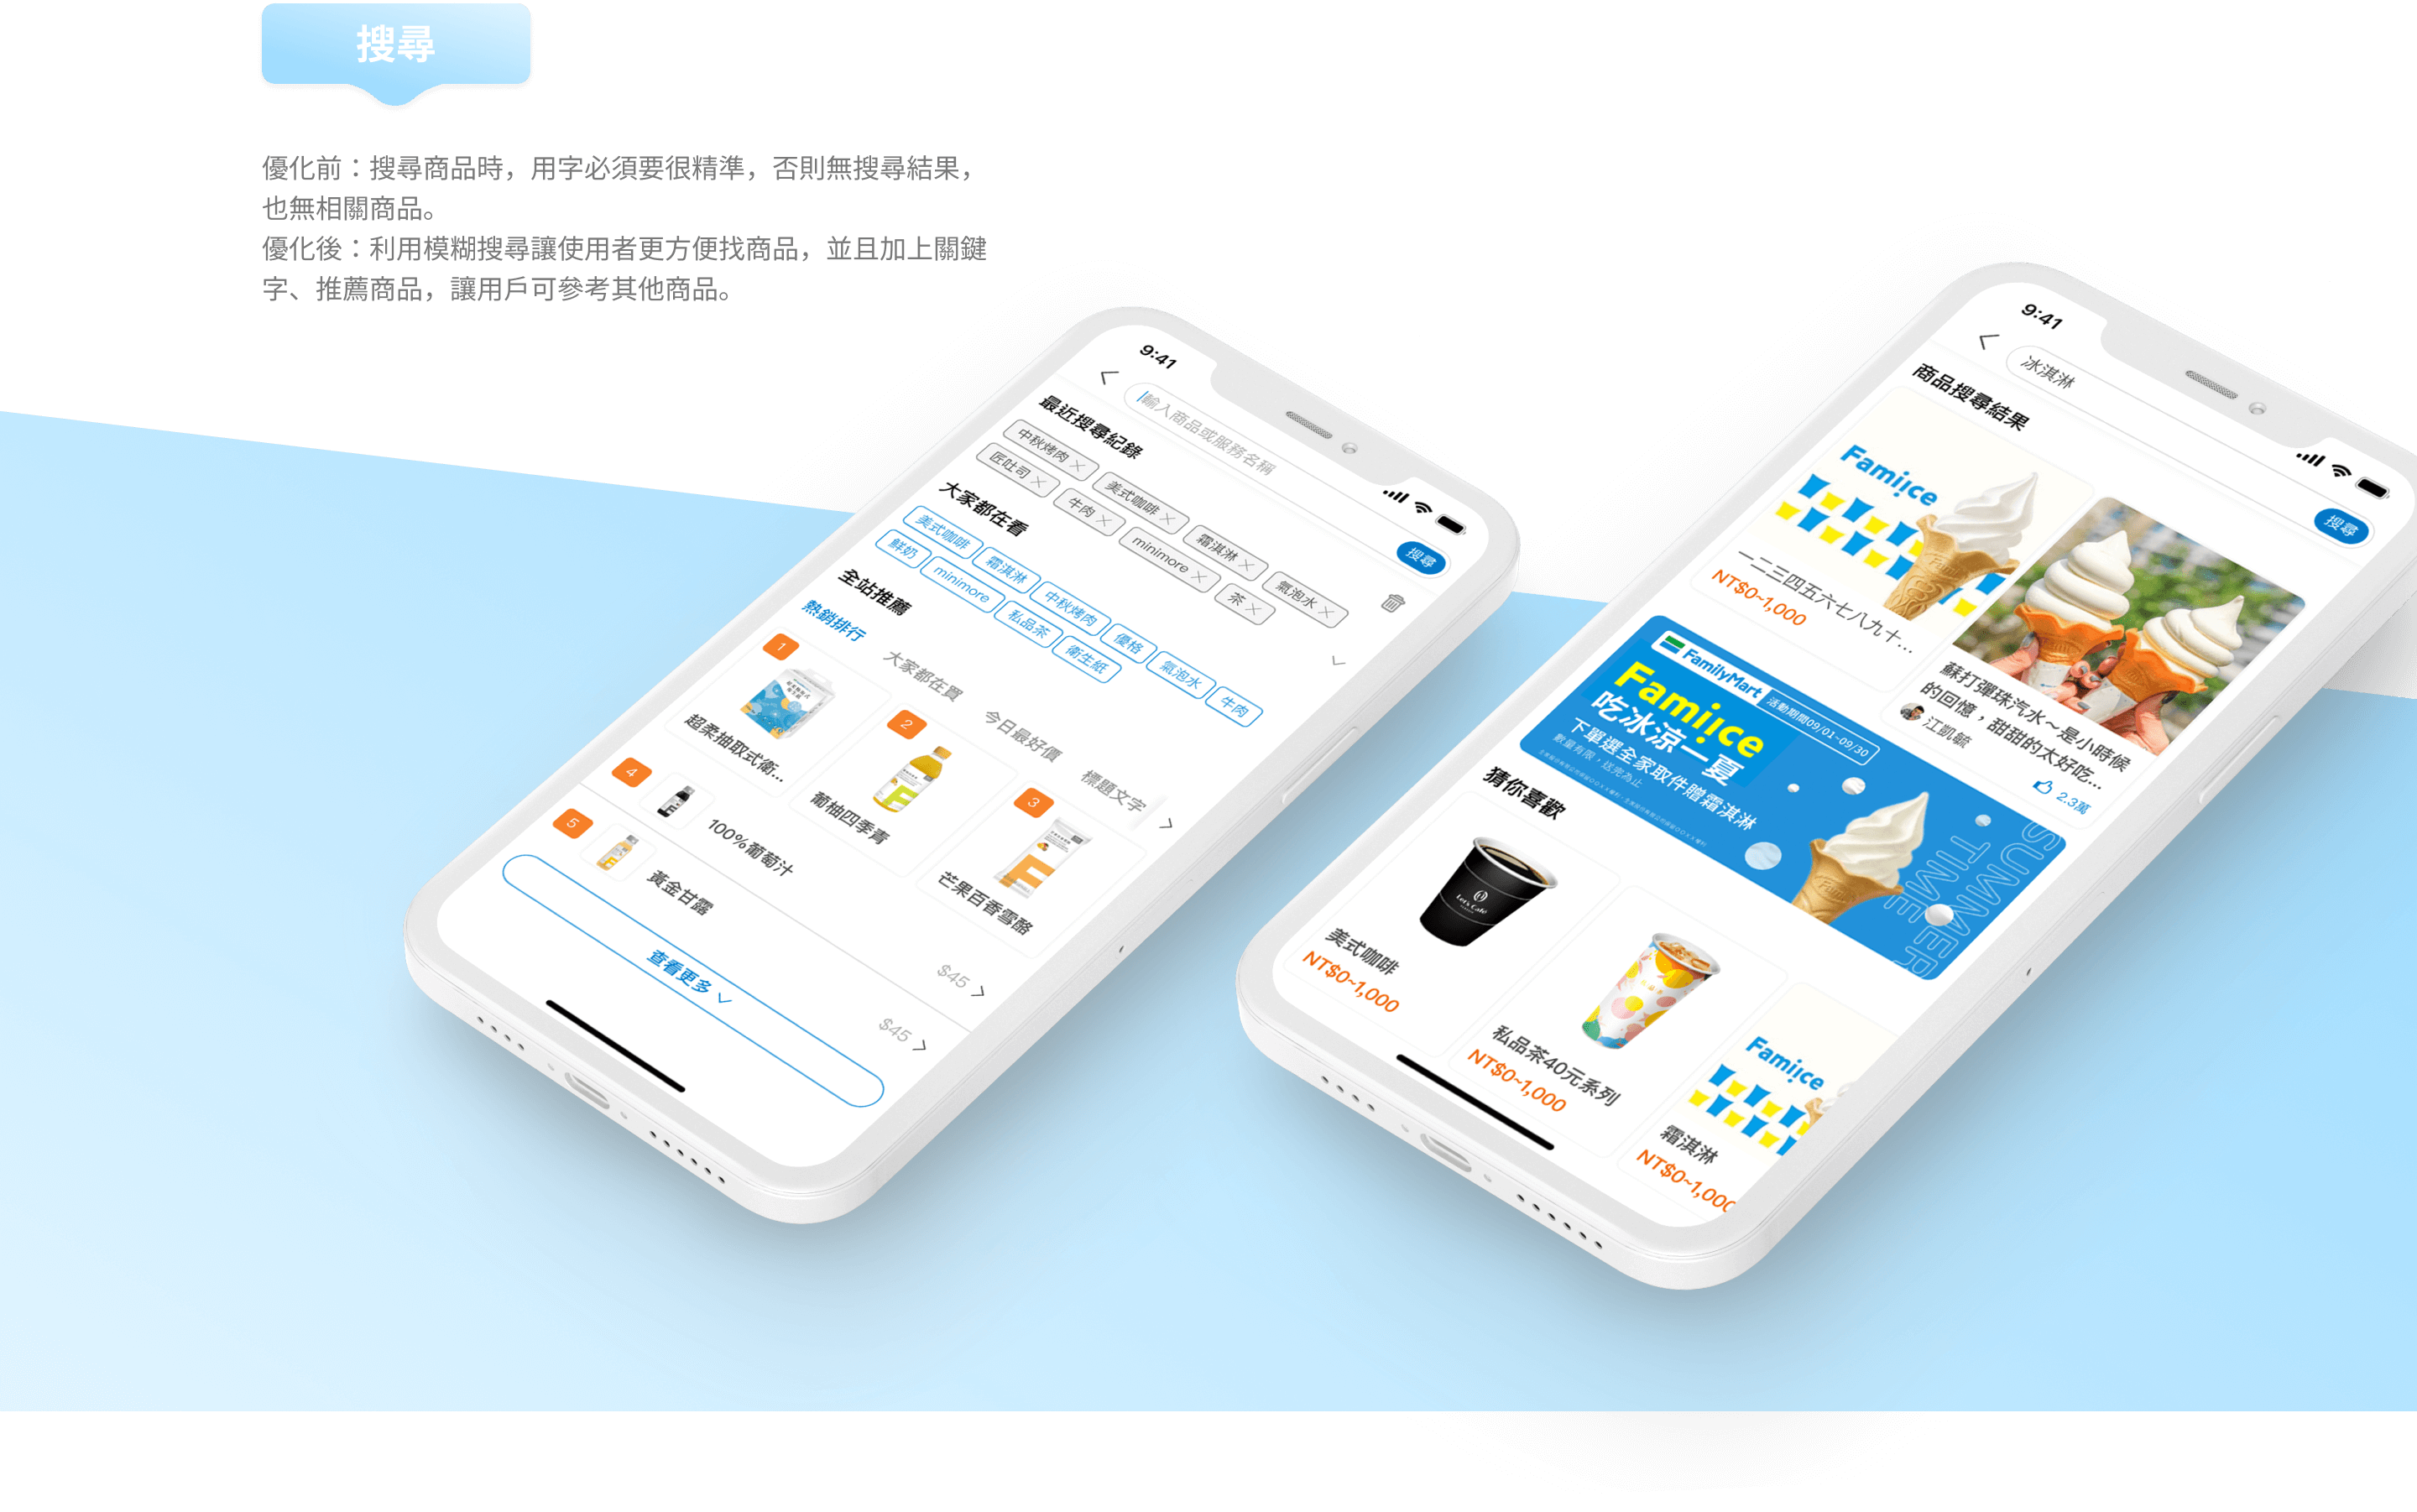 搜尋
優化前：搜尋商品時，用字必須要很精準，否則無搜尋結果，
也無相關商品。
優化後：利用模糊搜尋讓使用者更方便找商品，並且加上關鍵
字、推薦商品，讓用戶可參考其他商品。
9:41
輸入商品或服務名稱
搜尋
最近搜尋紀錄
中秋烤肉 美式咖啡 霜淇淋 氣泡水
匠吐司 牛肉 minimore 茶
大家都在看
美式咖啡 霜淇淋 中秋烤肉 優格 氣泡水 牛肉
鮮奶 minimore 私品茶 衛生紙
全站推薦
熱銷排行 大家都在買 今日最好價 標題文字
1
超柔抽取式衛...
2
葡柚四季青
3
芒果百香雪酪
4 100%葡萄汁 $45
5 黃金甘露 $45
查看更多
9:41
冰淇淋
搜尋
商品搜尋結果
Famiice
一二三四五六七八九十...
NT$0~1,000
蘇打彈珠汽水～是小時候
的回憶，甜甜的太好吃...
江凱毓
2.3萬
FamilyMart 活動期間09/01~09/30
Famiice
吃冰涼一夏
下單選全家取件贈霜淇淋
數量有限，送完為止
SUMMER
TIME
猜你喜歡
Let's Café
美式咖啡
NT$0~1,000
私品茶40元系列
NT$0~1,000
Famiice
霜淇淋
NT$0~1,000